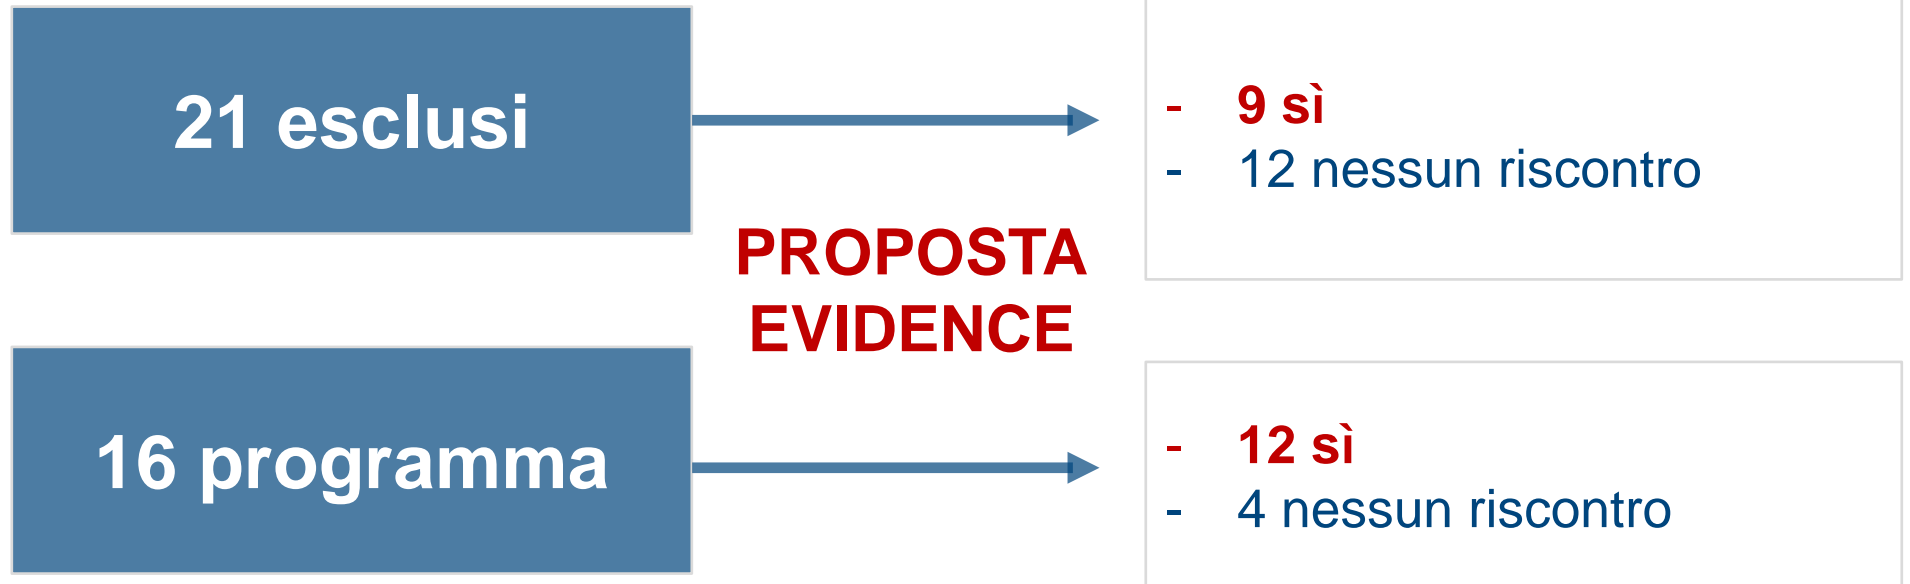 21 esclusi
- 9 sì
- 12 nessun riscontro
PROPOSTA
EVIDENCE
16 programma
- 12 sì
- 4 nessun riscontro